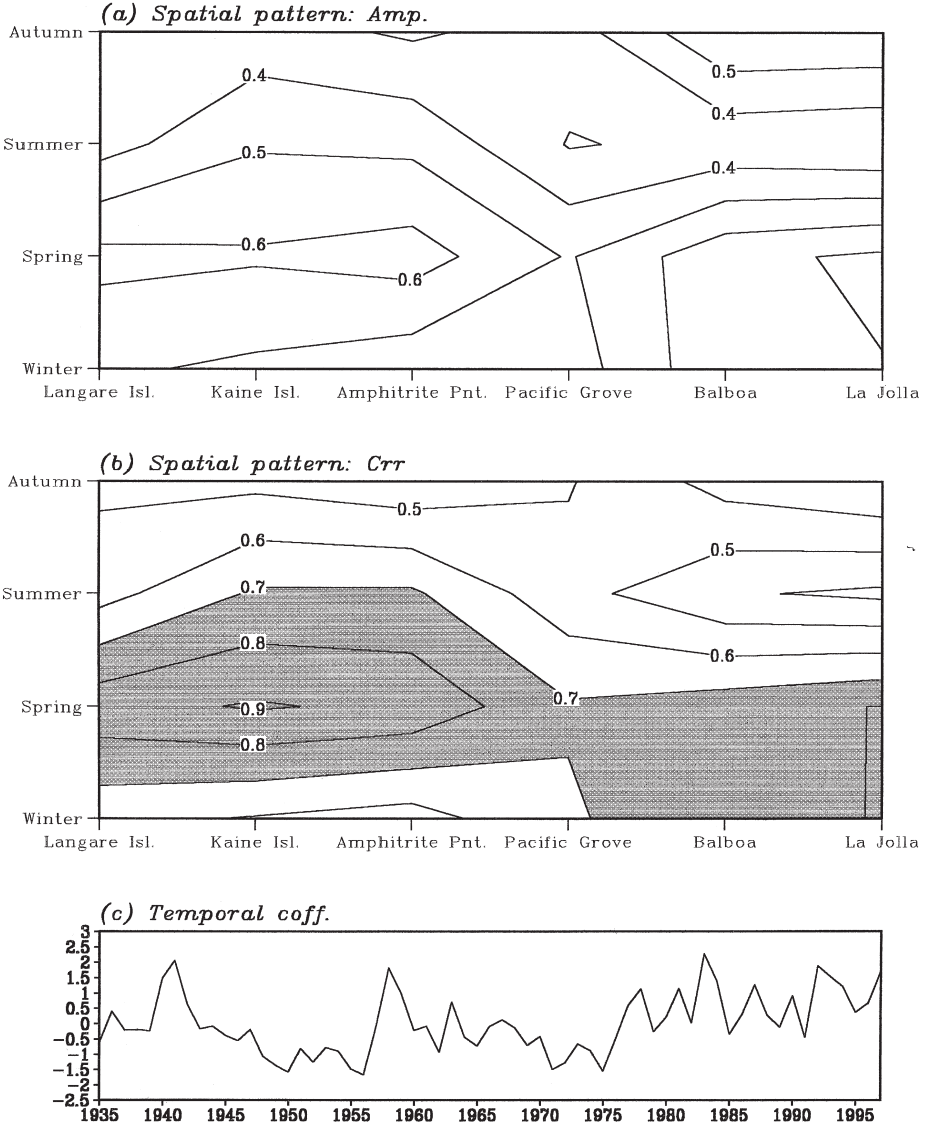 (a) Spatial pattern: Amp.
Autumn
0.4
0.5
0.4
Summer
0.5
0.4
Spring
0.6
0.6
Winter
Langare Isl. Kaine Isl. Amphitrite Pnt. Pacific Grove Balboa La Jolla
(b) Spatial pattern: Crr
Autumn
0.5
0.6
0.5
Summer
0.7
0.8
0.6
Spring
0.9
0.7
0.8
Winter
Langare Isl. Kaine Isl. Amphitrite Pnt. Pacific Grove Balboa La Jolla
(c) Temporal coff.
3
2.5
2
1.5
1
0.5
0
-0.5
-1
-1.5
-2
-2.5
1935 1940 1945 1950 1955 1960 1965 1970 1975 1980 1985 1990 1995